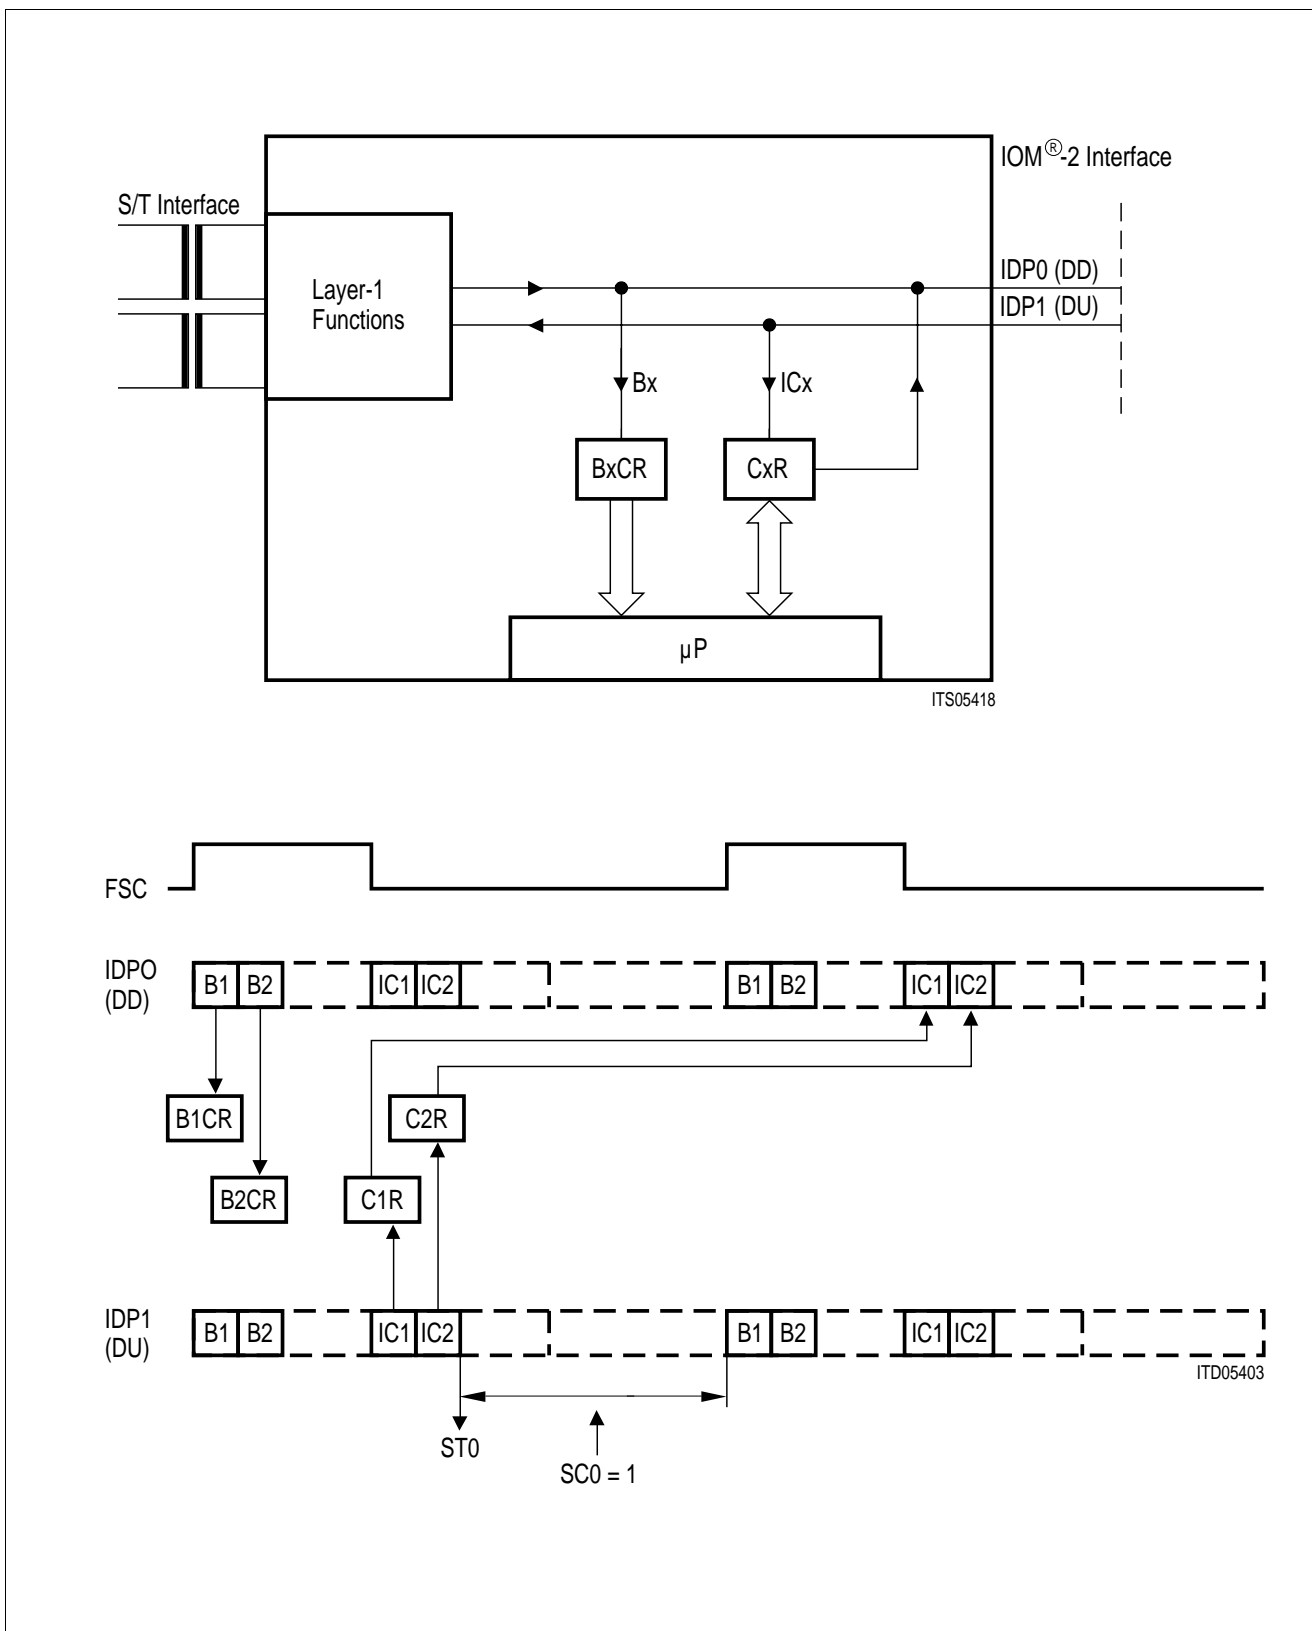 IOM®-2 Interface
S/T Interface
IDP0 (DD)
Layer-1
Functions
IDP1 (DU)
Bx
ICx
BxCR
CxR
µP
ITS05418
FSC
IDPO
(DD)
B1 B2 IC1 IC2 B1 B2 IC1 IC2
B1CR
C2R
B2CR
C1R
IDP1
(DU)
B1 B2 IC1 IC2 B1 B2 IC1 IC2
ITD05403
ST0
SC0 = 1